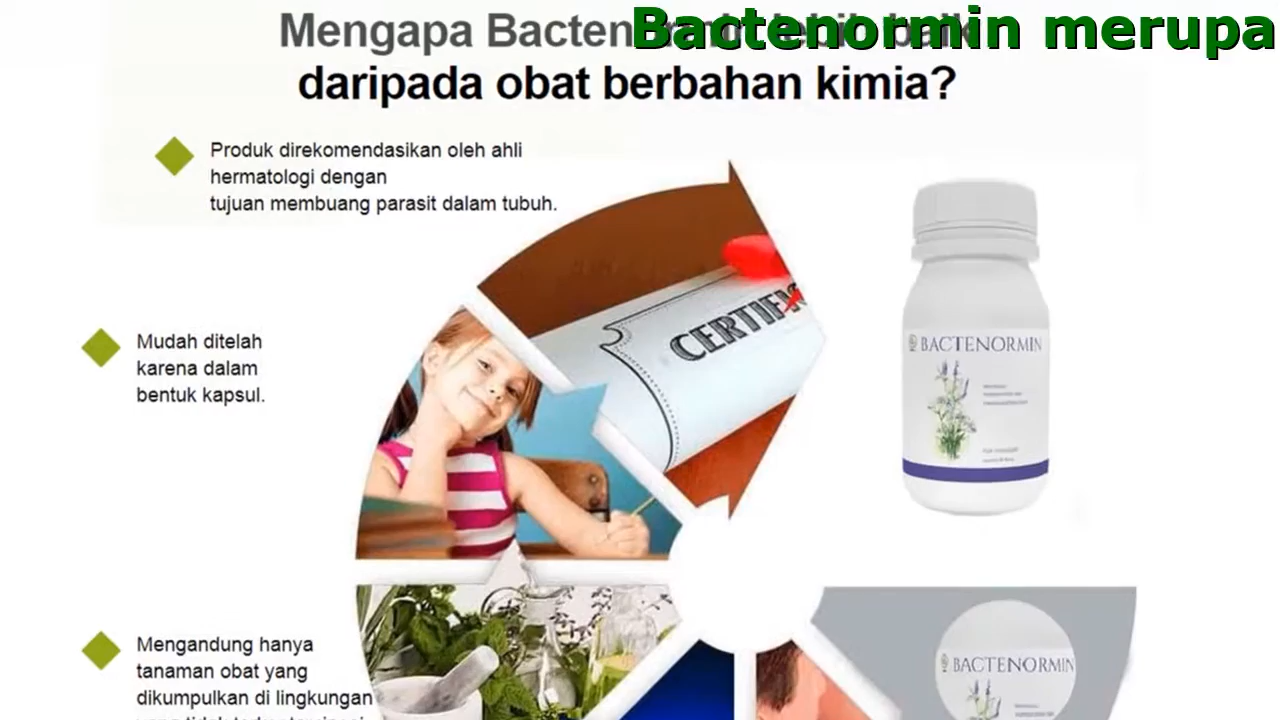 Bactenormin merupa
Mengapa Bacten
daripada obat berbahan kimia?
Produk direkomendasikan oleh ahli
hermatologi dengan
tujuan membuang parasit dalam tubuh.
CERTIF
BACTENORMIN
Mudah ditelah
karena dalam
bentuk kapsul.
Mengandung hanya
tanaman obat yang
dikumpulkan di lingkungan
BACTENORMIN